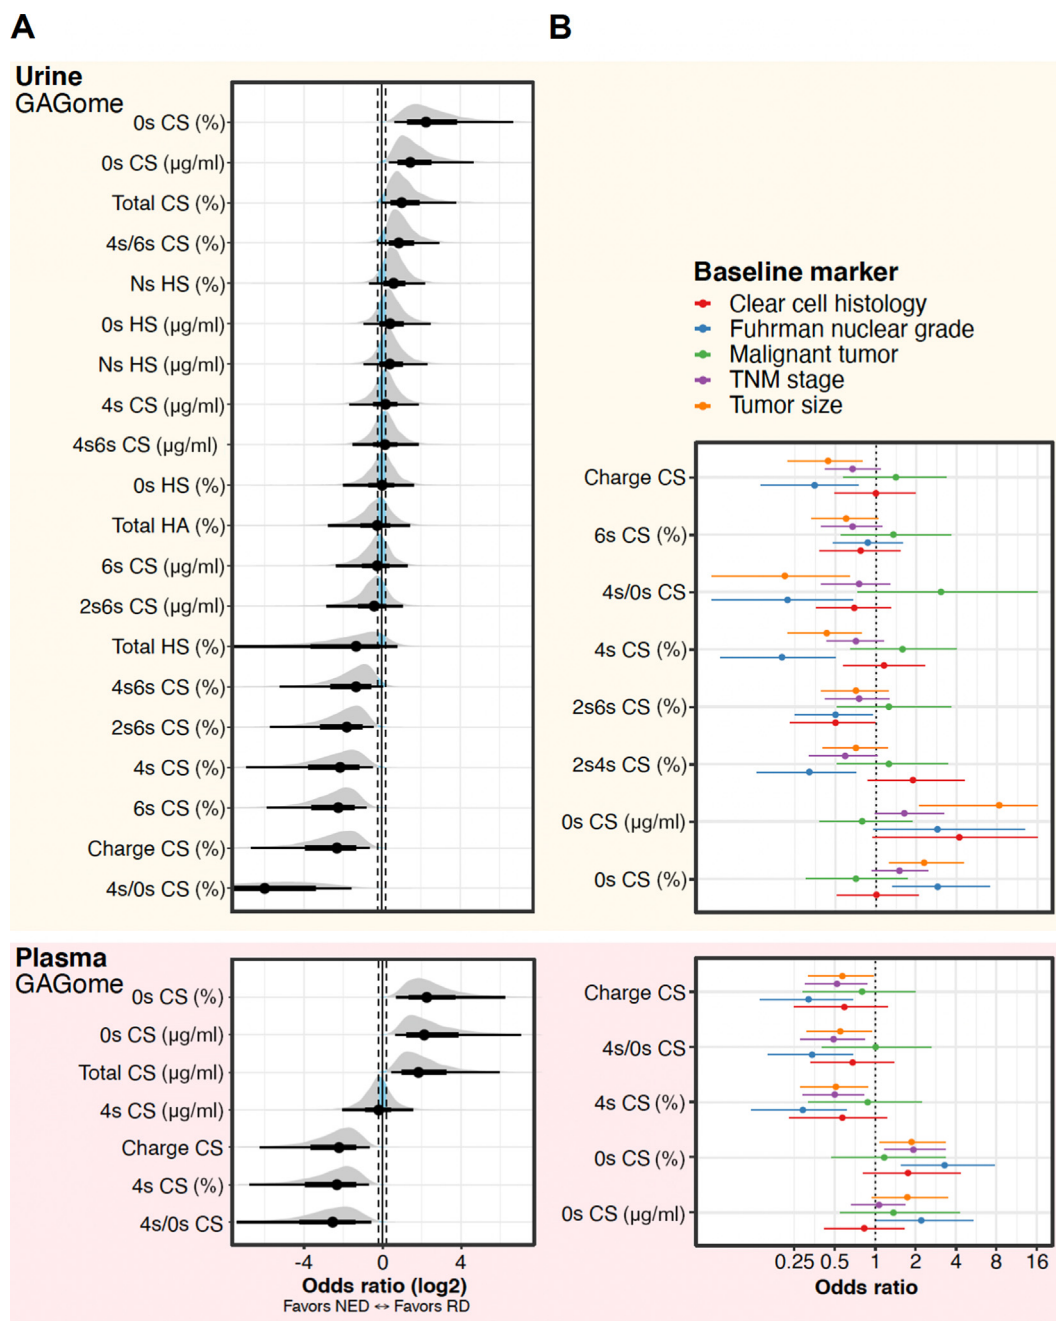 A
B
Urine
GAGome
0s CS (%)
0s CS (µg/ml)
Total CS (%)
4s/6s CS (%)
Ns HS (%)
0s HS (µg/ml)
Ns HS (µg/ml)
4s CS (µg/ml)
4s6s CS (µg/ml)
0s HS (%)
Total HA (%)
6s CS (µg/ml)
2s6s CS (µg/ml)
Total HS (%)
4s6s CS (%)
2s6s CS (%)
4s CS (%)
6s CS (%)
Charge CS (%)
4s/0s CS (%)
Baseline marker
Clear cell histology
Fuhrman nuclear grade
Malignant tumor
TNM stage
Tumor size
Charge CS
6s CS (%)
4s/0s CS
4s CS (%)
2s6s CS (%)
2s4s CS (%)
0s CS (µg/ml)
0s CS (%)
Plasma
GAGome
0s CS (%)
0s CS (µg/ml)
Total CS (µg/ml)
4s CS (µg/ml)
Charge CS
4s CS (%)
4s/0s CS
-4 0 4
Odds ratio (log2)
Favors NED ↔ Favors RD
Charge CS
4s/0s CS
4s CS (%)
0s CS (%)
0s CS (µg/ml)
0.25 0.5 1 2 4 8 16
Odds ratio